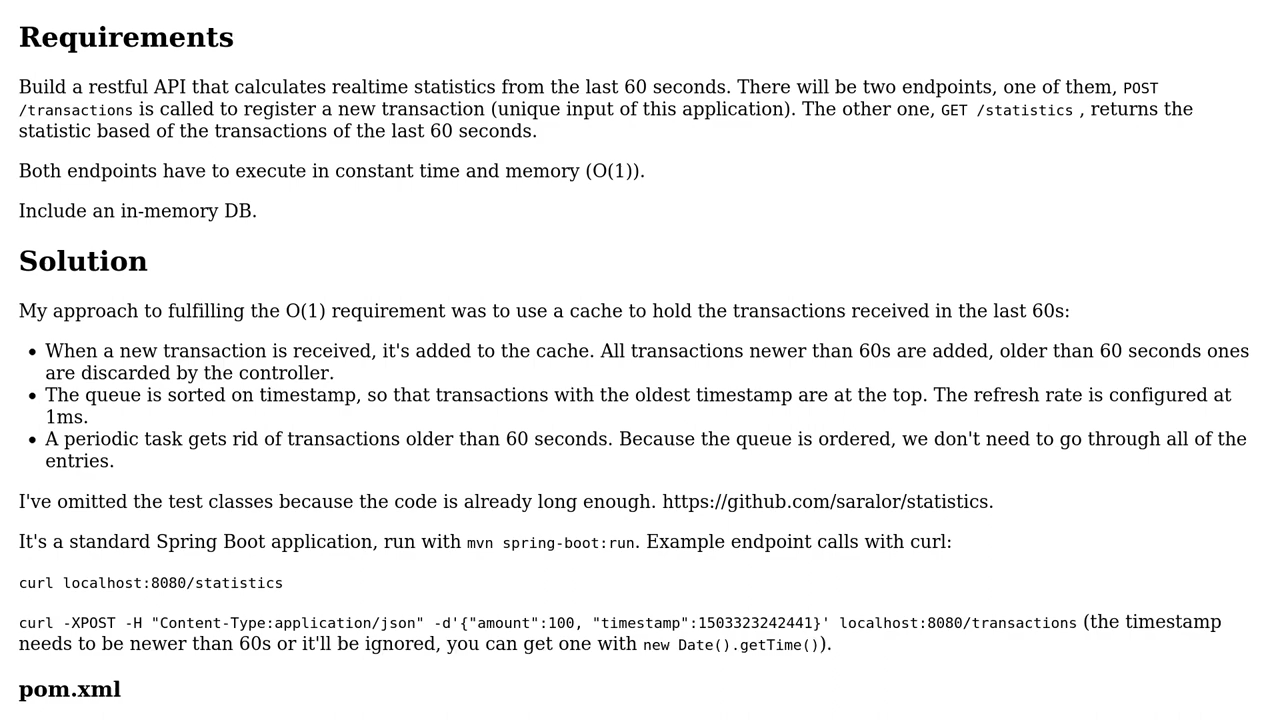 Requirements
Build a restful API that calculates realtime statistics from the last 60 seconds. There will be two endpoints, one of them, POST
/transactions is called to register a new transaction (unique input of this application). The other one, GET /statistics , returns the
statistic based of the transactions of the last 60 seconds.
Both endpoints have to execute in constant time and memory (O(1)).
Include an in-memory DB.
Solution
My approach to fulfilling the O(1) requirement was to use a cache to hold the transactions received in the last 60s:
• When a new transaction is received, it's added to the cache. All transactions newer than 60s are added, older than 60 seconds ones
are discarded by the controller.
• The queue is sorted on timestamp, so that transactions with the oldest timestamp are at the top. The refresh rate is configured at
1ms.
• A periodic task gets rid of transactions older than 60 seconds. Because the queue is ordered, we don't need to go through all of the
entries.
I've omitted the test classes because the code is already long enough. https://github.com/saralor/statistics.
It's a standard Spring Boot application, run with mvn spring-boot:run. Example endpoint calls with curl:
curl localhost:8080/statistics
curl -XPOST -H "Content-Type:application/json" -d'{"amount":100, "timestamp":1503323242441}' localhost:8080/transactions (the timestamp
needs to be newer than 60s or it'll be ignored, you can get one with new Date().getTime()).
pom.xml